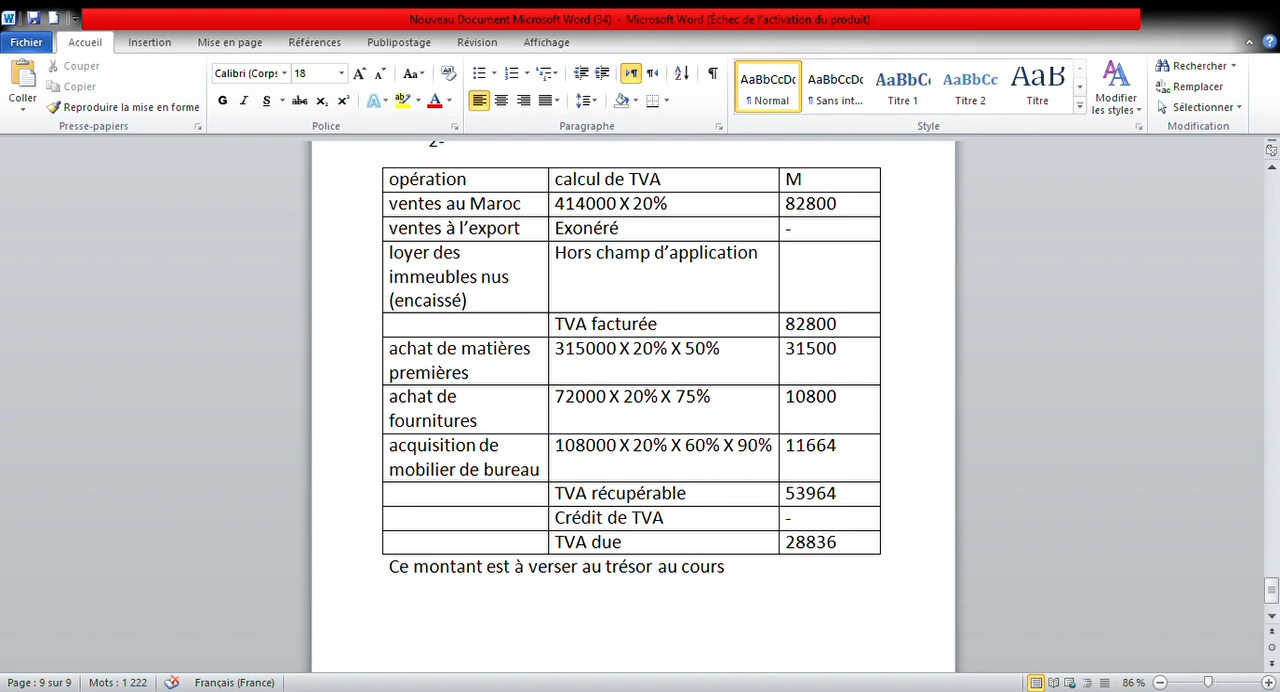 Nouveau Document Microsoft Word (34) - Microsoft Word (Échec de l'activation du produit)
Fichier Accueil Insertion Mise en page Références Publipostage Révision Affichage
Coller
Couper
Copier
Reproduire la mise en forme
Presse-papiers
Calibri (Corps 18
Police
Paragraphe
AaBbCcDc AaBbCcDc AaBbC AaBbCc AaB
¶ Normal ¶ Sans int... Titre 1 Titre 2 Titre
Modifier
les styles
Style
Rechercher
Remplacer
Sélectionner
Modification
2-
opération calcul de TVA M
ventes au Maroc 414000 X 20% 82800
ventes à l'export Exonéré -
loyer des Hors champ d'application
immeubles nus
(encaissé)
TVA facturée 82800
achat de matières 315000 X 20% X 50% 31500
premières
achat de 72000 X 20% X 75% 10800
fournitures
acquisition de 108000 X 20% X 60% X 90% 11664
mobilier de bureau
TVA récupérable 53964
Crédit de TVA -
TVA due 28836
Ce montant est à verser au trésor au cours
Page : 9 sur 9 Mots : 1 222 Français (France) 86 %